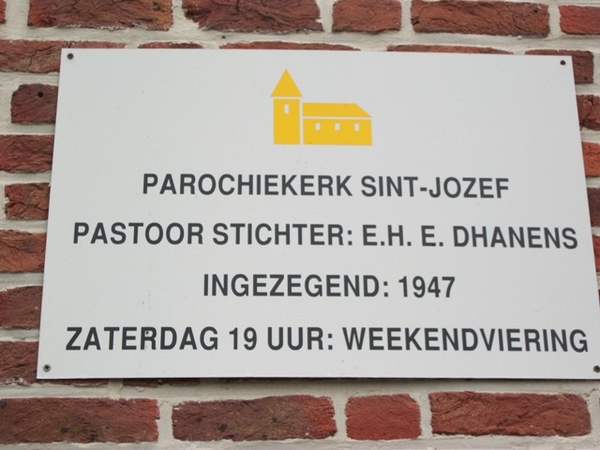 PAROCHIEKERK SINT-JOZEF
PASTOOR STICHTER: E.H. E. DHANENS
INGEZEGEND: 1947
ZATERDAG 19 UUR: WEEKENDVIERING